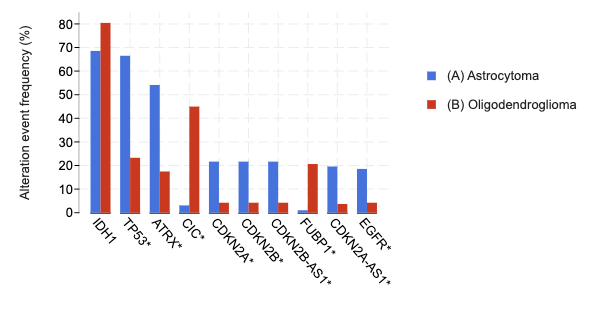 Alteration event frequency (%)
80
70
60
50
40
30
20
10
0
IDH1
TP53*
ATRX*
CIC*
CDKN2A*
CDKN2B*
CDKN2B-AS1*
FUBP1*
CDKN2A-AS1*
EGFR*
(A) Astrocytoma
(B) Oligodendroglioma